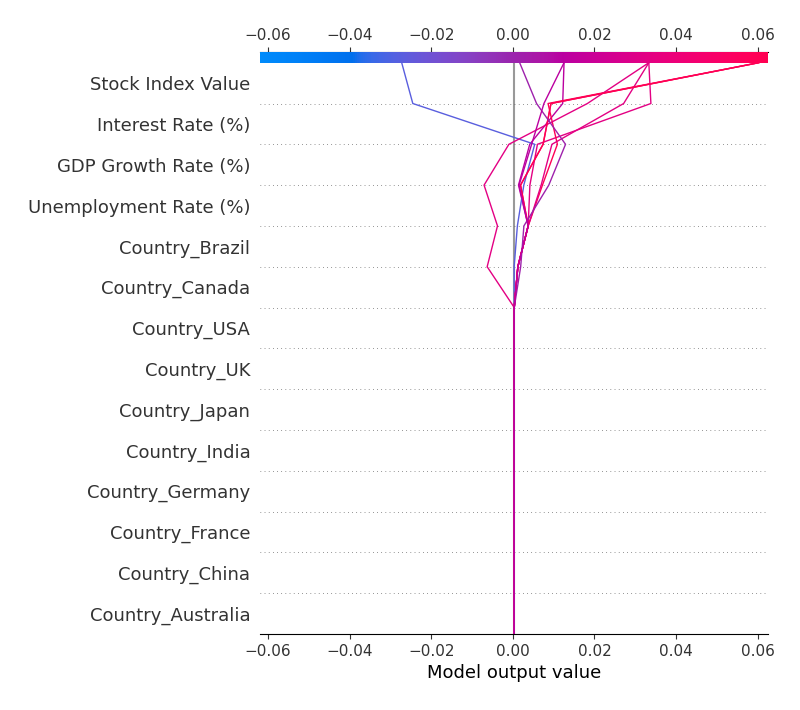 −0.06 −0.04 −0.02 0.00 0.02 0.04 0.06
Stock Index Value
Interest Rate (%)
GDP Growth Rate (%)
Unemployment Rate (%)
Country_Brazil
Country_Canada
Country_USA
Country_UK
Country_Japan
Country_India
Country_Germany
Country_France
Country_China
Country_Australia
−0.06 −0.04 −0.02 0.00 0.02 0.04 0.06
Model output value